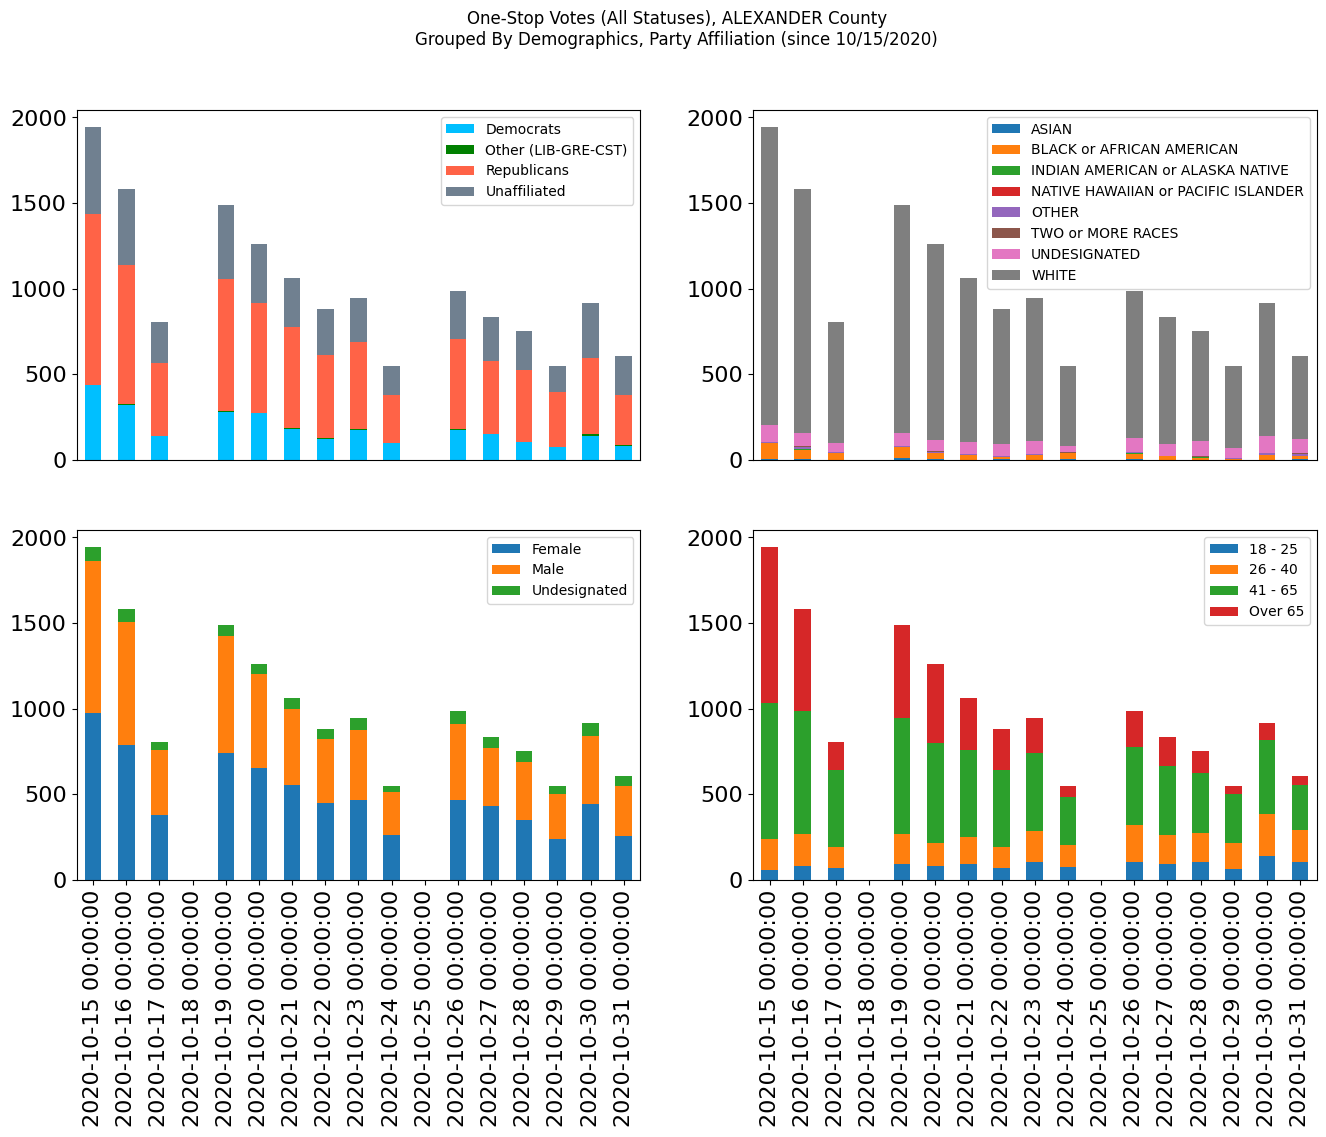 One-Stop Votes (All Statuses), ALEXANDER County
Grouped By Demographics, Party Affiliation (since 10/15/2020)
2000
1500
1000
500
0
Democrats
Other (LIB-GRE-CST)
Republicans
Unaffiliated
2000
1500
1000
500
0
ASIAN
BLACK or AFRICAN AMERICAN
INDIAN AMERICAN or ALASKA NATIVE
NATIVE HAWAIIAN or PACIFIC ISLANDER
OTHER
TWO or MORE RACES
UNDESIGNATED
WHITE
2000
1500
1000
500
0
Female
Male
Undesignated
2020-10-15 00:00:00
2020-10-16 00:00:00
2020-10-17 00:00:00
2020-10-18 00:00:00
2020-10-19 00:00:00
2020-10-20 00:00:00
2020-10-21 00:00:00
2020-10-22 00:00:00
2020-10-23 00:00:00
2020-10-24 00:00:00
2020-10-25 00:00:00
2020-10-26 00:00:00
2020-10-27 00:00:00
2020-10-28 00:00:00
2020-10-29 00:00:00
2020-10-30 00:00:00
2020-10-31 00:00:00
2000
1500
1000
500
0
18 - 25
26 - 40
41 - 65
Over 65
2020-10-15 00:00:00
2020-10-16 00:00:00
2020-10-17 00:00:00
2020-10-18 00:00:00
2020-10-19 00:00:00
2020-10-20 00:00:00
2020-10-21 00:00:00
2020-10-22 00:00:00
2020-10-23 00:00:00
2020-10-24 00:00:00
2020-10-25 00:00:00
2020-10-26 00:00:00
2020-10-27 00:00:00
2020-10-28 00:00:00
2020-10-29 00:00:00
2020-10-30 00:00:00
2020-10-31 00:00:00